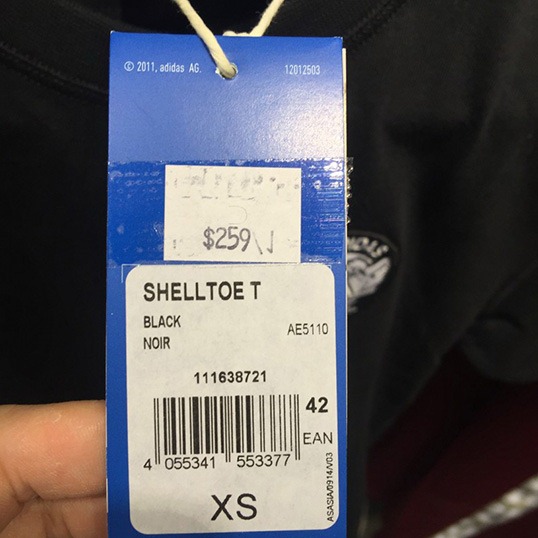 © 2011, adidas AG.
12012503
$259
SHELLTOE T
BLACK
NOIR
AE5110
111638721
42
EAN
4 055341 553377
XS
ASASIA/0914/V03